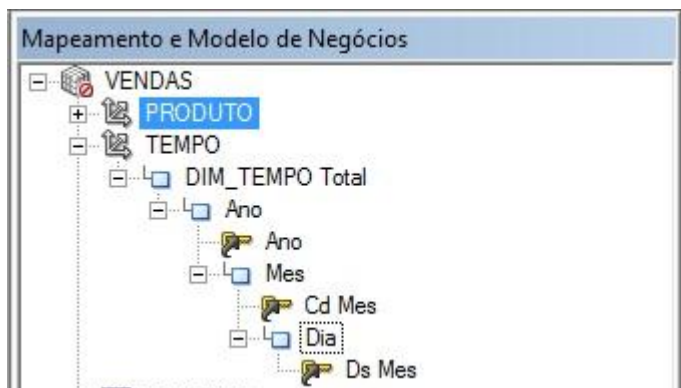 Mapeamento e Modelo de Negócios
VENDAS
PRODUTO
TEMPO
DIM_TEMPO Total
Ano
Ano
Mes
Cd Mes
Dia
Ds Mes